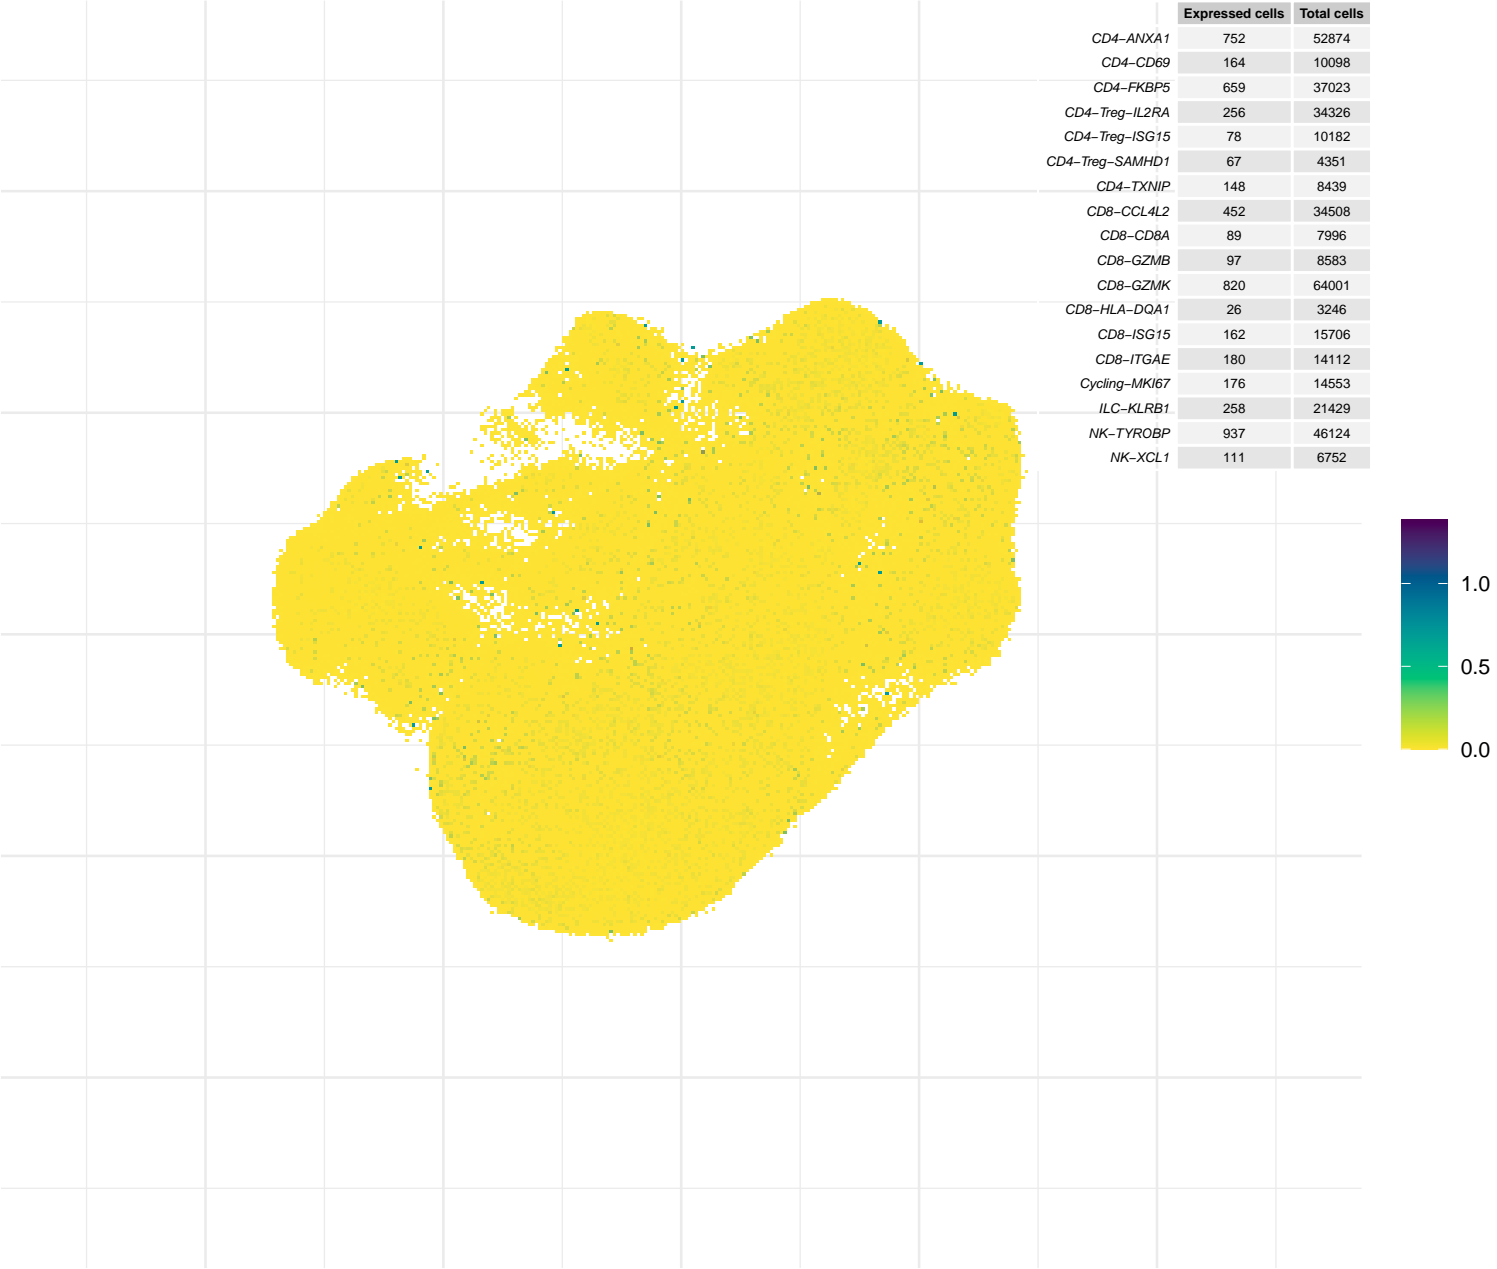 Expressed cells Total cells
CD4−ANXA1 752 52874
CD4−CD69 164 10098
CD4−FKBP5 659 37023
CD4−Treg−IL2RA 256 34326
CD4−Treg−ISG15 78 10182
CD4−Treg−SAMHD1 67 4351
CD4−TXNIP 148 8439
CD8−CCL4L2 452 34508
CD8−CD8A 89 7996
CD8−GZMB 97 8583
CD8−GZMK 820 64001
CD8−HLA−DQA1 26 3246
CD8−ISG15 162 15706
CD8−ITGAE 180 14112
Cycling−MKI67 176 14553
ILC−KLRB1 258 21429
NK−TYROBP 937 46124
NK−XCL1 111 6752
1.0
0.5
0.0